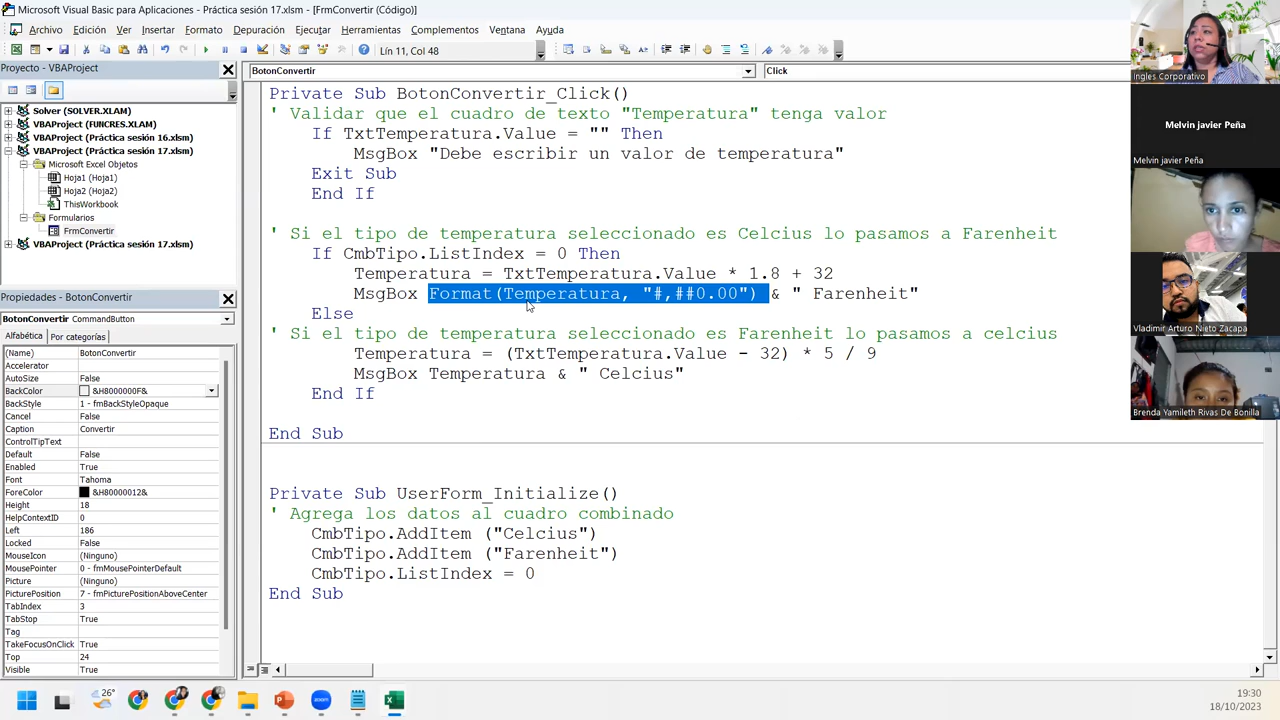 Microsoft Visual Basic para Aplicaciones - Práctica sesión 17.xlsm - [FrmConvertir (Código)]
Archivo Edición Ver Insertar Formato Depuración Ejecutar Herramientas Complementos Ventana Ayuda
Lín 11, Col 48
Proyecto - VBAProject
Solver (SOLVER.XLAM)
VBAProject (FUNCRES.XLAM)
VBAProject (Práctica sesión 16.xlsm)
VBAProject (Práctica sesión 17.xlsm)
Microsoft Excel Objetos
Hoja1 (Hoja1)
Hoja2 (Hoja2)
ThisWorkbook
Formularios
FrmConvertir
VBAProject (Práctica sesión 17.xlsm)
Propiedades - BotonConvertir
BotonConvertir CommandButton
Alfabética Por categorías
(Name) BotonConvertir
Accelerator
AutoSize False
BackColor &H8000000F&
BackStyle 1 - fmBackStyleOpaque
Cancel False
Caption Convertir
ControlTipText
Default False
Enabled True
Font Tahoma
ForeColor &H80000012&
Height 18
HelpContextID 0
Left 186
Locked False
MouseIcon (Ninguno)
MousePointer 0 - fmMousePointerDefault
Picture (Ninguno)
PicturePosition 7 - fmPicturePositionAboveCenter
TabIndex 3
TabStop True
Tag
TakeFocusOnClick True
Top 24
Visible True
BotonConvertir Click
Private Sub BotonConvertir_Click()
' Validar que el cuadro de texto "Temperatura" tenga valor
If TxtTemperatura.Value = "" Then
MsgBox "Debe escribir un valor de temperatura"
Exit Sub
End If
' Si el tipo de temperatura seleccionado es Celcius lo pasamos a Farenheit
If CmbTipo.ListIndex = 0 Then
Temperatura = TxtTemperatura.Value * 1.8 + 32
MsgBox Format(Temperatura, "#,##0.00") & " Farenheit"
Else
' Si el tipo de temperatura seleccionado es Farenheit lo pasamos a celcius
Temperatura = (TxtTemperatura.Value - 32) * 5 / 9
MsgBox Temperatura & " Celcius"
End If
End Sub
Private Sub UserForm_Initialize()
' Agrega los datos al cuadro combinado
CmbTipo.AddItem ("Celcius")
CmbTipo.AddItem ("Farenheit")
CmbTipo.ListIndex = 0
End Sub
Ingles Corporativo
Melvin javier Peña
Melvin javier Peña
Vladimir Arturo Nieto Zacapa
Brenda Yamileth Rivas De Bonilla
26°
zoom
19:30
18/10/2023